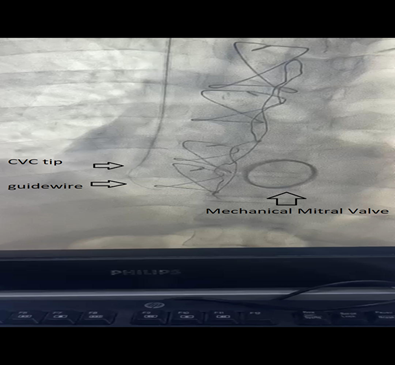 CVC tip
guidewire
Mechanical Mitral Valve
PHILIPS